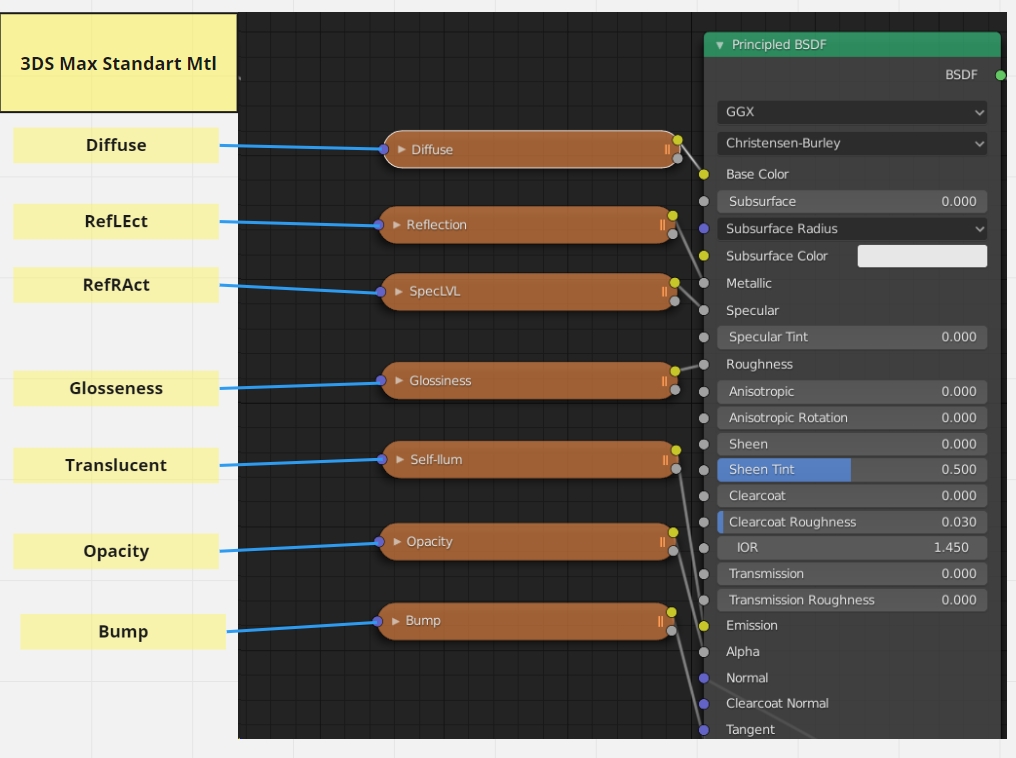 3DS Max Standart Mtl
Diffuse
RefLEct
RefRAct
Glosseness
Translucent
Opacity
Bump
Diffuse
Reflection
SpecLVL
Glossiness
Self-Ilum
Opacity
Bump
Principled BSDF
BSDF
GGX
Christensen-Burley
Base Color
Subsurface 0.000
Subsurface Radius
Subsurface Color
Metallic
Specular
Specular Tint 0.000
Roughness
Anisotropic 0.000
Anisotropic Rotation 0.000
Sheen 0.000
Sheen Tint 0.500
Clearcoat 0.000
Clearcoat Roughness 0.030
IOR 1.450
Transmission 0.000
Transmission Roughness 0.000
Emission
Alpha
Normal
Clearcoat Normal
Tangent